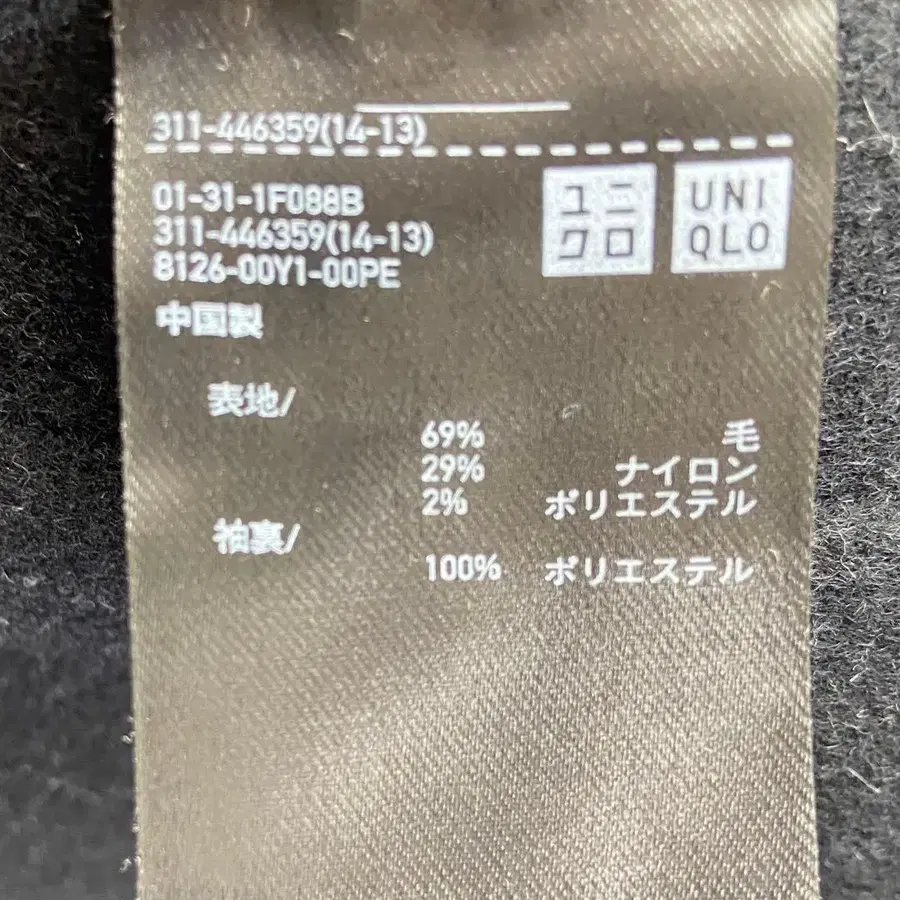 311-446359(14-13)
01-31-1F088B
311-446359(14-13)
8126-00Y1-00PE
ユニ
クロ
UNI
QLO
中国製
表地/
69% 毛
29% ナイロン
2% ポリエステル
袖裏/
100% ポリエステル